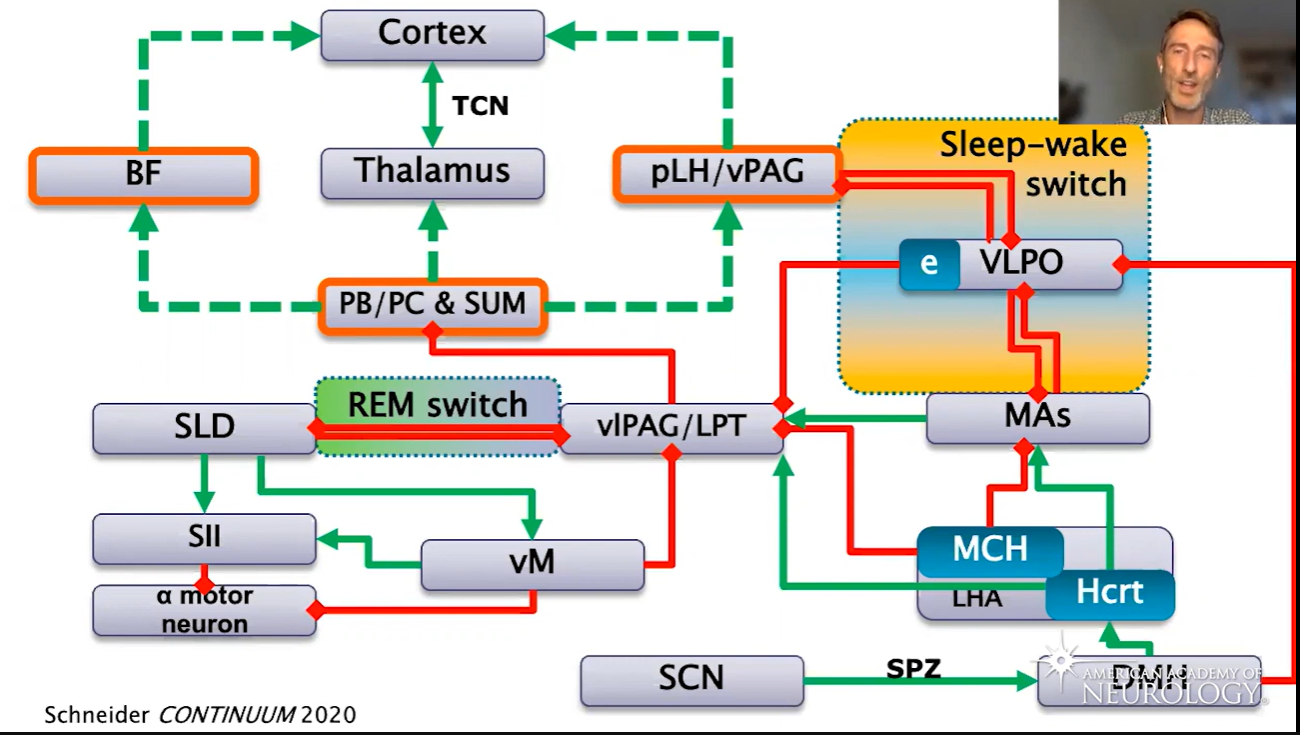 Cortex
TCN
BF
Thalamus
pLH/vPAG
Sleep-wake
switch
e
VLPO
PB/PC & SUM
REM switch
SLD
vlPAG/LPT
MAs
SII
vM
MCH
α motor
neuron
LHA
Hcrt
SCN
SPZ
DMH
AMERICAN ACADEMY OF
NEUROLOGY®
Schneider CONTINUUM 2020